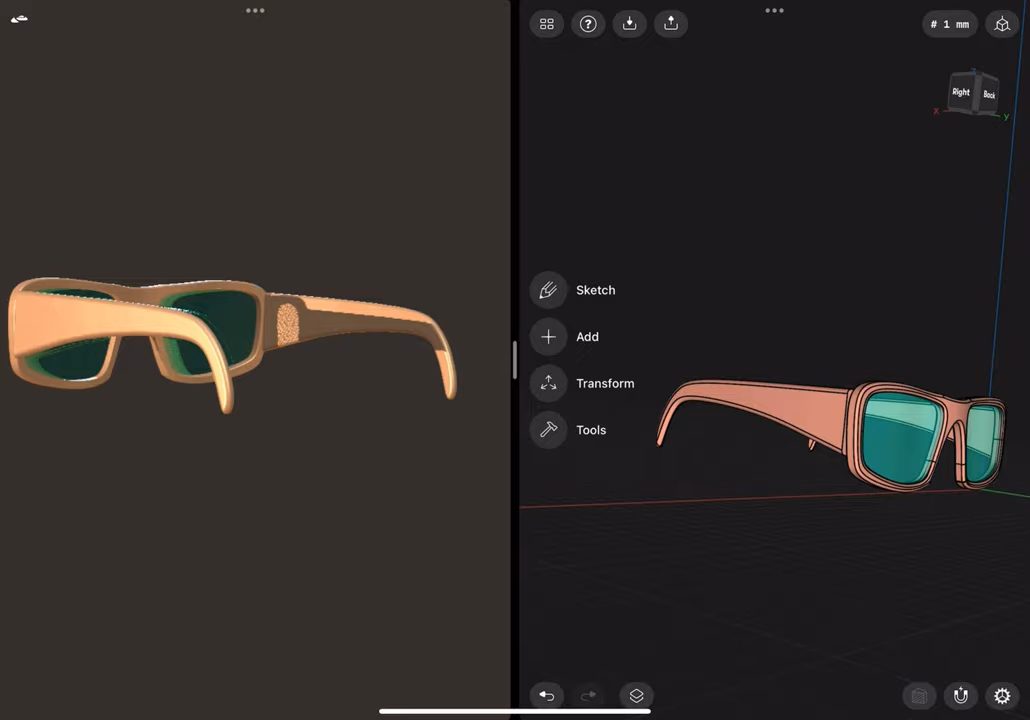 # 1 mm
Right
Back
X
y
Sketch
Add
Transform
Tools